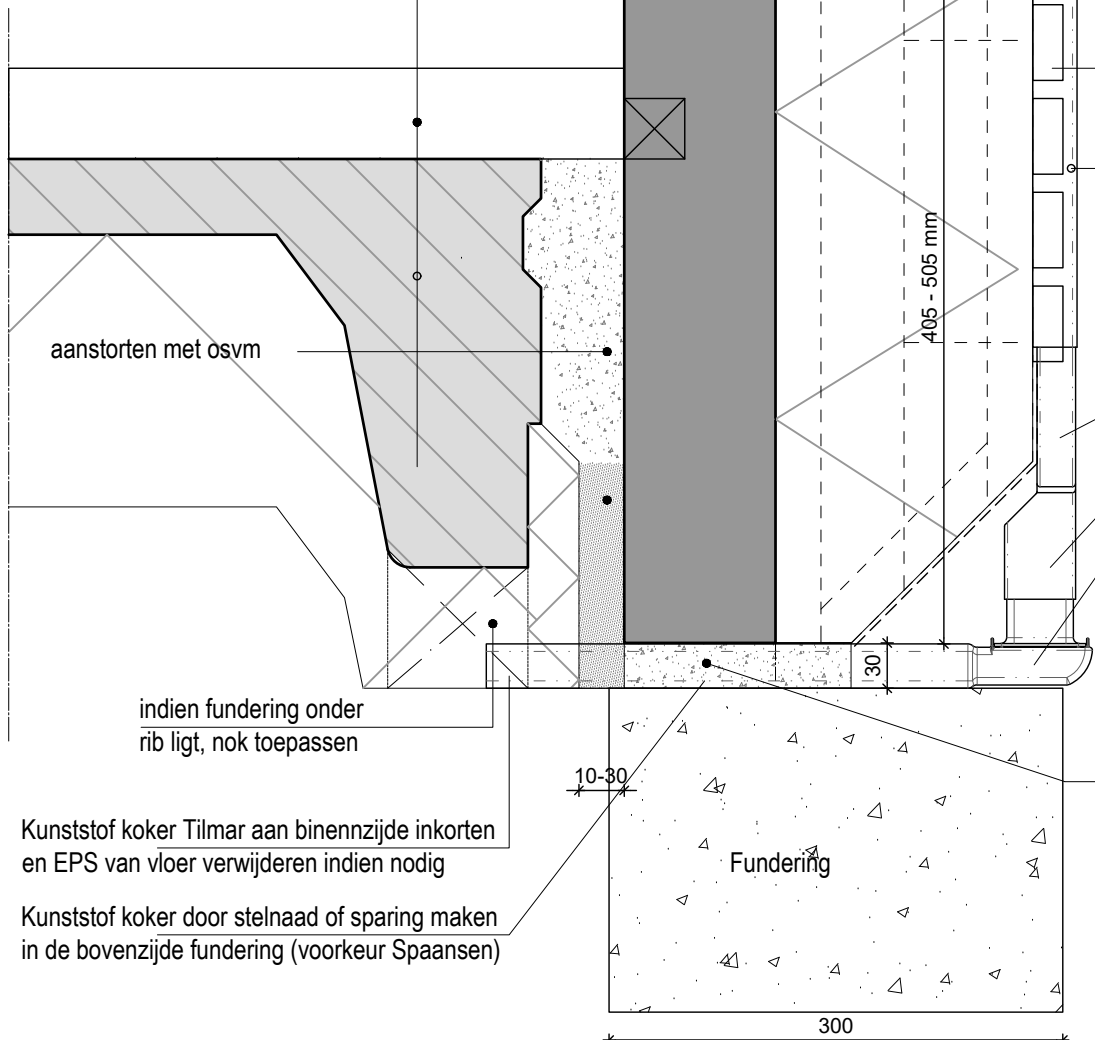 405 - 505 mm
aanstorten met osvm
30
indien fundering onder
rib ligt, nok toepassen
10-30
Kunststof koker Tilmar aan binennzijde inkorten
en EPS van vloer verwijderen indien nodig
Fundering
Kunststof koker door stelnaad of sparing maken
in de bovenzijde fundering (voorkeur Spaansen)
300